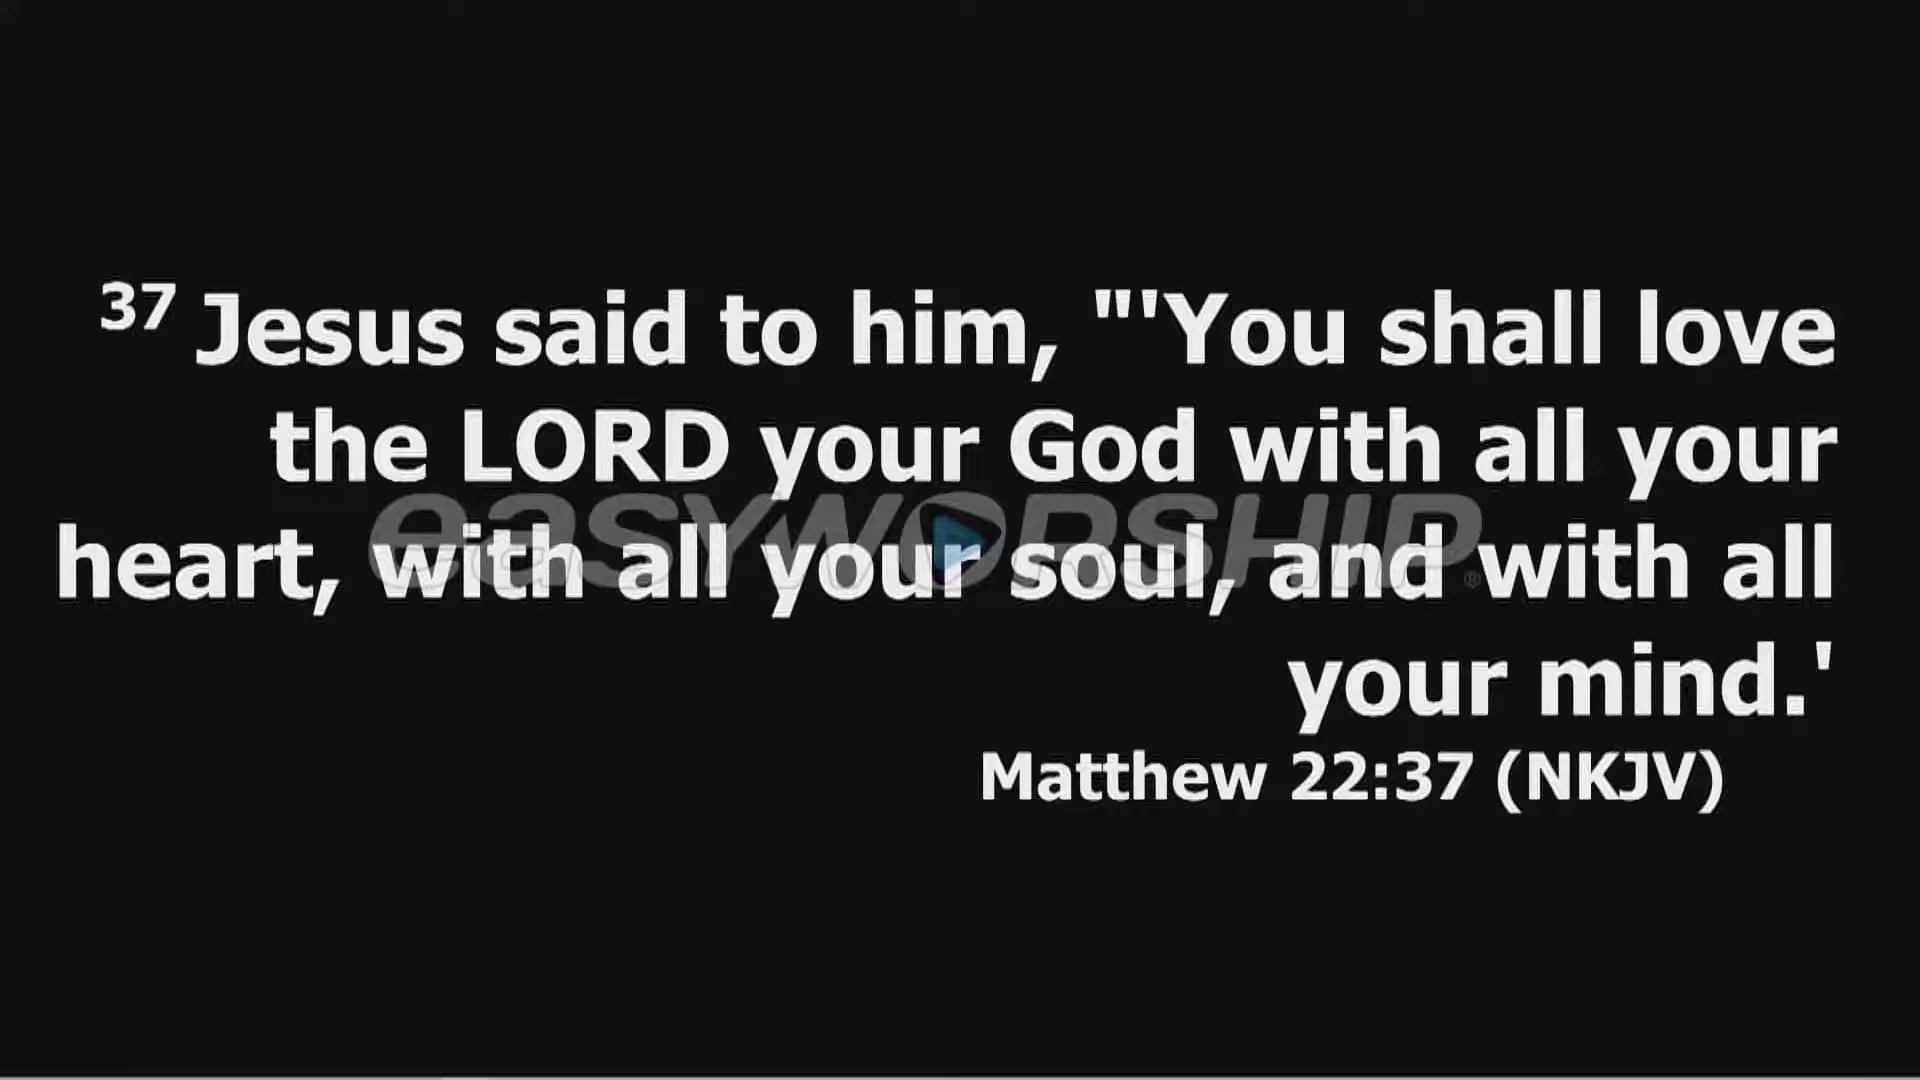 37 Jesus said to him, "'You shall love
the LORD your God with all your
easyWORSHIP®
heart, with all your soul, and with all
your mind.'
Matthew 22:37 (NKJV)